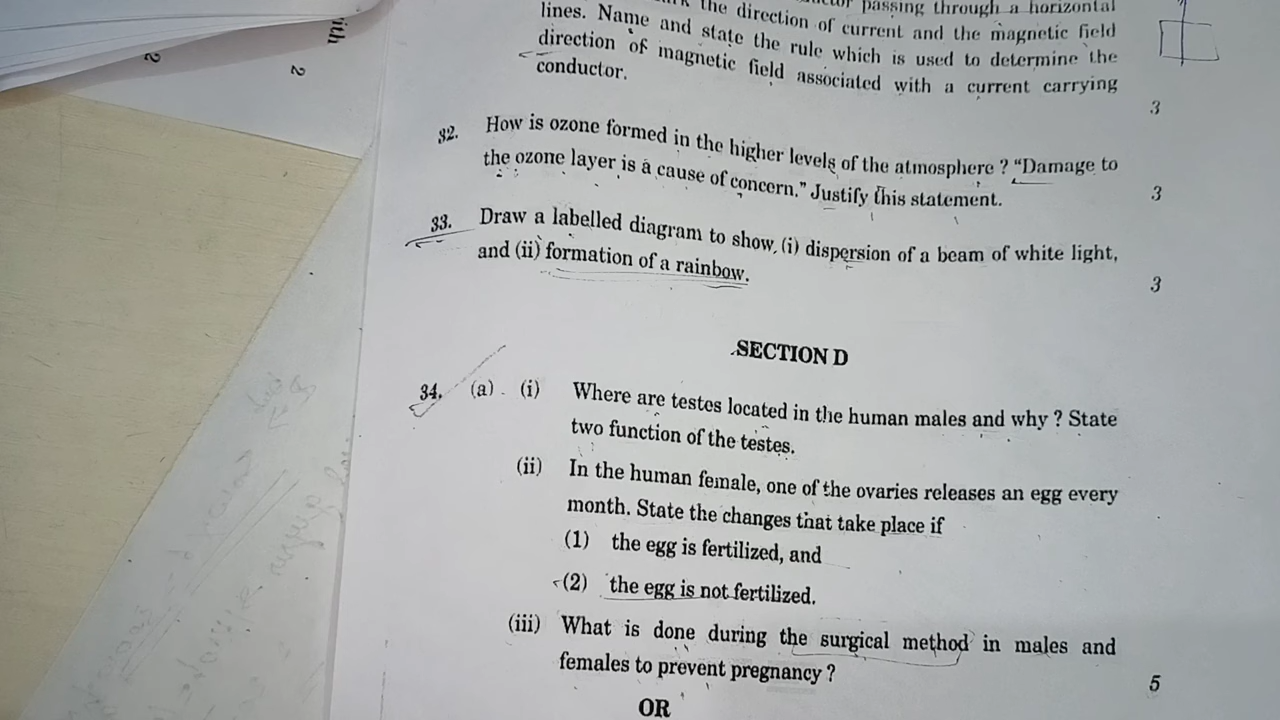 passing through a horizontal
the direction of current and the magnetic field
lines. Name and state the rule which is used to determine the
direction of magnetic field associated with a current carrying
conductor.
3
32. How is ozone formed in the higher levels of the atmosphere ? “Damage to
the ozone layer is a cause of concern.” Justify this statement.
3
33. Draw a labelled diagram to show, (i) dispersion of a beam of white light,
and (ii) formation of a rainbow.
3
SECTION D
34. (a) (i) Where are testes located in the human males and why ? State
two function of the testes.
(ii) In the human female, one of the ovaries releases an egg every
month. State the changes that take place if
(1) the egg is fertilized, and
(2) the egg is not fertilized.
(iii) What is done during the surgical method in males and
females to prevent pregnancy ?
5
OR
ith
2
2